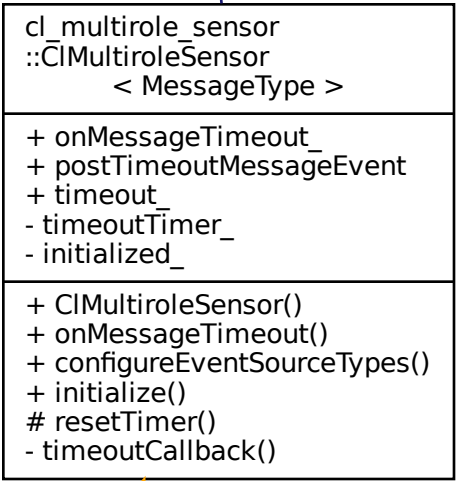 cl_multirole_sensor
::ClMultiroleSensor
< MessageType >
+ onMessageTimeout_
+ postTimeoutMessageEvent
+ timeout_
- timeoutTimer_
- initialized_
+ ClMultiroleSensor()
+ onMessageTimeout()
+ configureEventSourceTypes()
+ initialize()
# resetTimer()
- timeoutCallback()